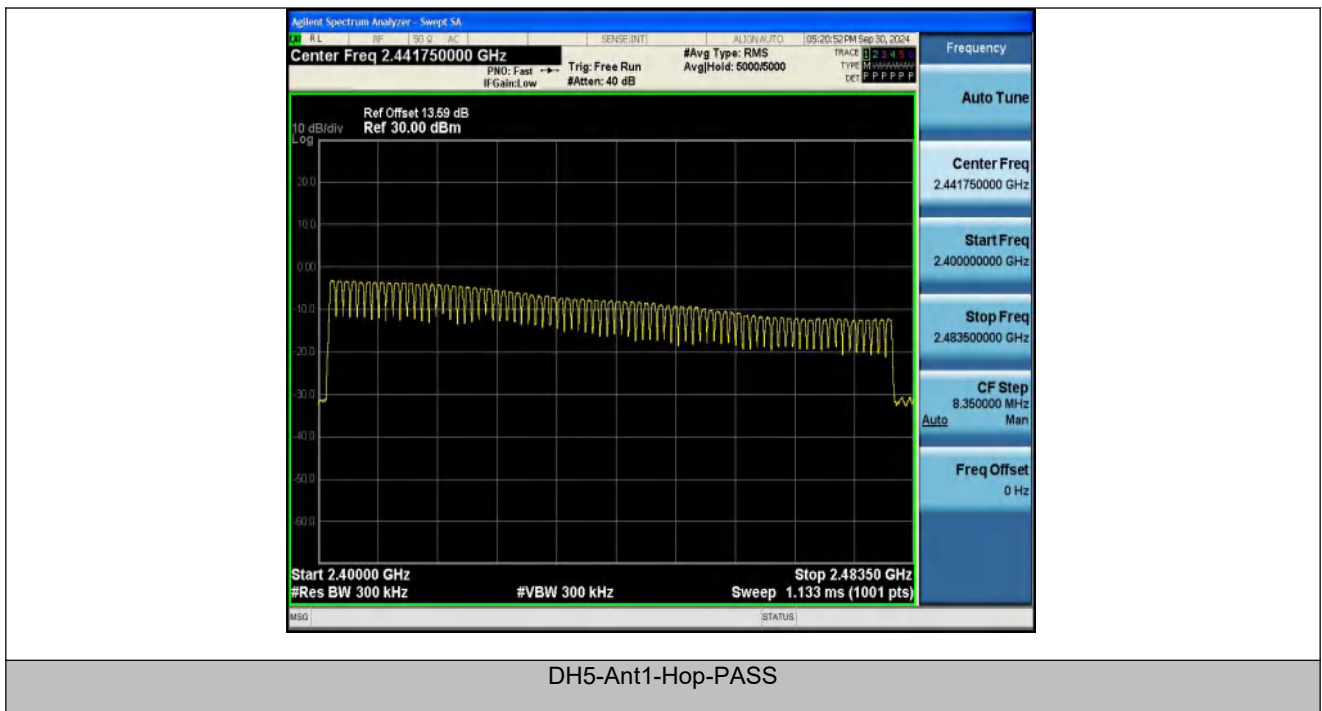 Agilent Spectrum Analyzer - Swept SA
LXI RL RF 50 Ω AC SENSE:INT ALIGNAUTO 05:20:52 PM Sep 30, 2024
Center Freq 2.441750000 GHz
PNO: Fast
IFGain:Low
Trig: Free Run
#Atten: 40 dB
#Avg Type: RMS
Avg|Hold: 5000/5000
TRACE 1 2 3 4 5 6
TYPE M
DET P P P P P P
Ref Offset 13.59 dB
10 dB/div Ref 30.00 dBm
Log
20.0
10.0
0.00
-10.0
-20.0
-30.0
-40.0
-50.0
-60.0
Start 2.40000 GHz Stop 2.48350 GHz
#Res BW 300 kHz #VBW 300 kHz Sweep 1.133 ms (1001 pts)
MSG STATUS
Frequency
Auto Tune
Center Freq
2.441750000 GHz
Start Freq
2.400000000 GHz
Stop Freq
2.483500000 GHz
CF Step
8.350000 MHz
Auto Man
Freq Offset
0 Hz
DH5-Ant1-Hop-PASS